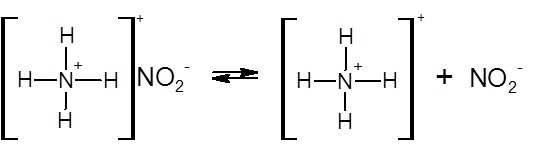 H + H
H–N⁺–H NO₂⁻ ⇌ H–N⁺–H + NO₂⁻
H H